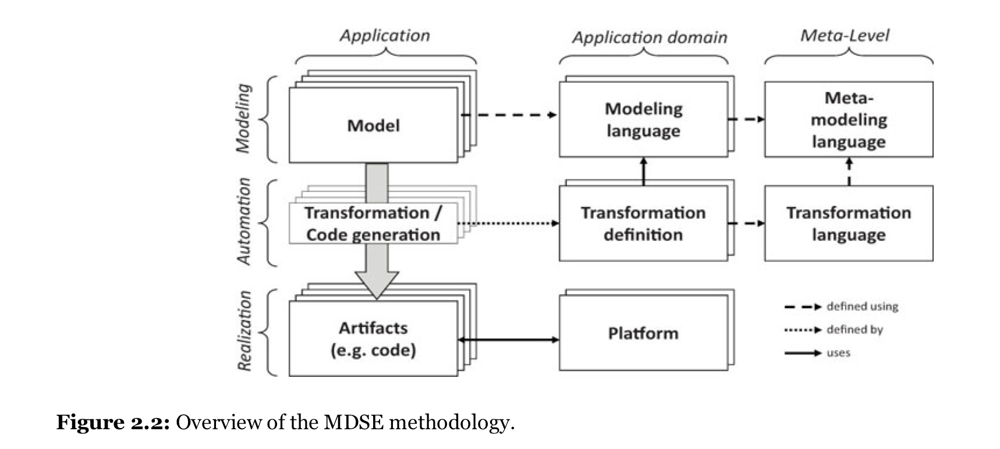 Application
Application domain
Meta-Level
Modeling
Model
Modeling
language
Meta-
modeling
language
Automation
Transformation /
Code generation
Transformation
definition
Transformation
language
Realization
Artifacts
(e.g. code)
Platform
defined using
defined by
uses
Figure 2.2: Overview of the MDSE methodology.